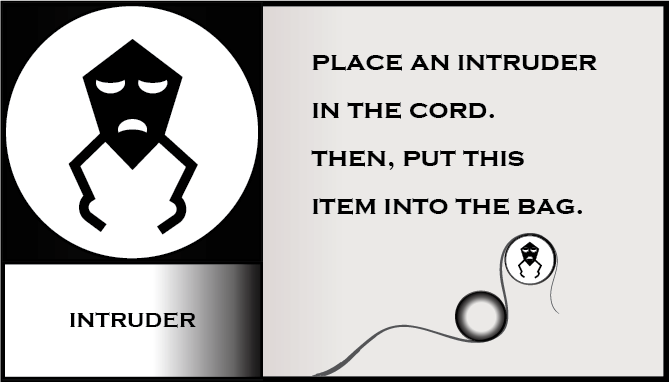 INTRUDER
PLACE AN INTRUDER
IN THE CORD.
THEN, PUT THIS
ITEM INTO THE BAG.